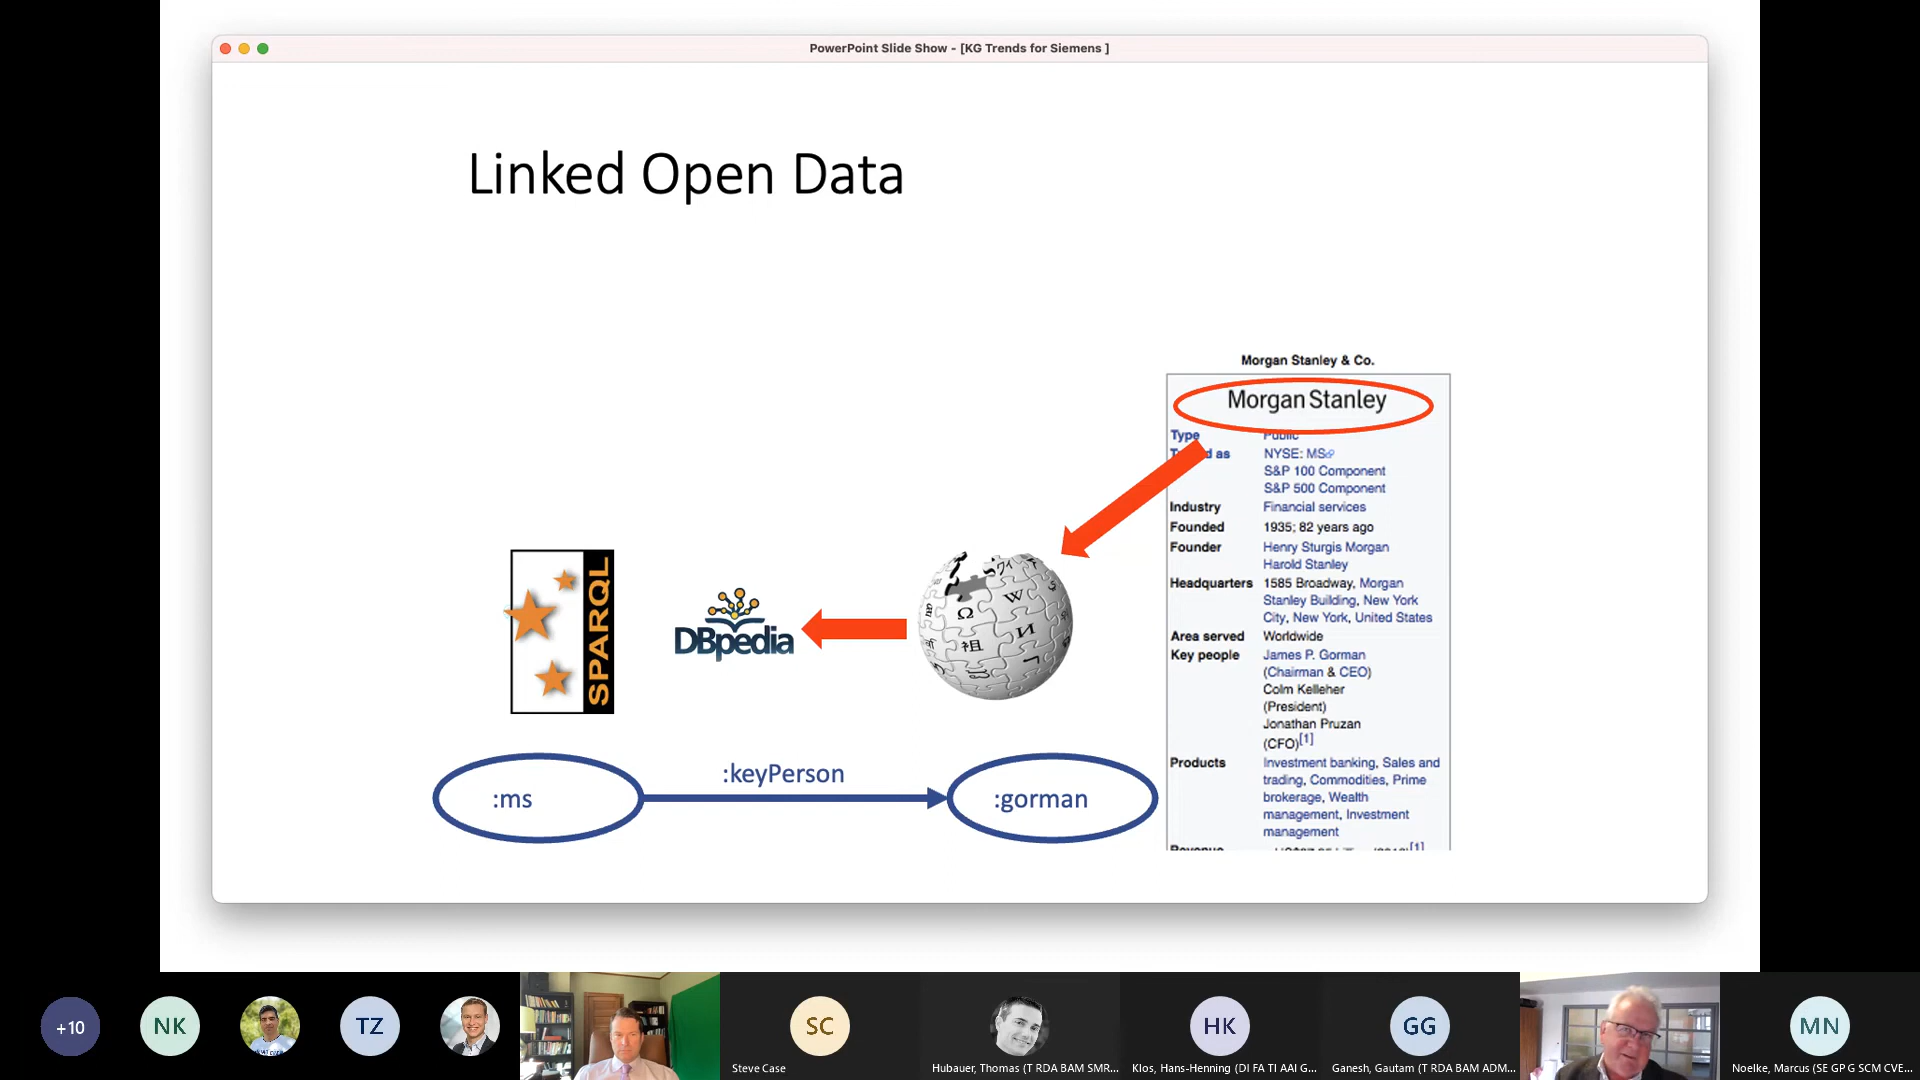 PowerPoint Slide Show - [KG Trends for Siemens ]
Linked Open Data
Morgan Stanley & Co.
Morgan Stanley
Type Public
as
NYSE: MS
S&P 100 Component
S&P 500 Component
Industry Financial services
Founded 1935; 82 years ago
Founder Henry Sturgis Morgan
Harold Stanley
Headquarters 1585 Broadway, Morgan
Stanley Building, New York
City, New York, United States
Area served Worldwide
Key people James P. Gorman
(Chairman & CEO)
Colm Kelleher
(President)
Jonathan Pruzan
(CFO)[1]
Products Investment banking, Sales and
trading, Commodities, Prime
brokerage, Wealth
management, Investment
management
Revenue
SPARQL
DBpedia
Ω W И 祖
:ms
:keyPerson
:gorman
+10
NK
TZ
SC
HK
GG
MN
Steve Case
Hubauer, Thomas (T RDA BAM SMR...
Klos, Hans-Henning (DI FA TI AAI G...
Ganesh, Gautam (T RDA BAM ADM...
Noelke, Marcus (SE GP G SCM CVE...